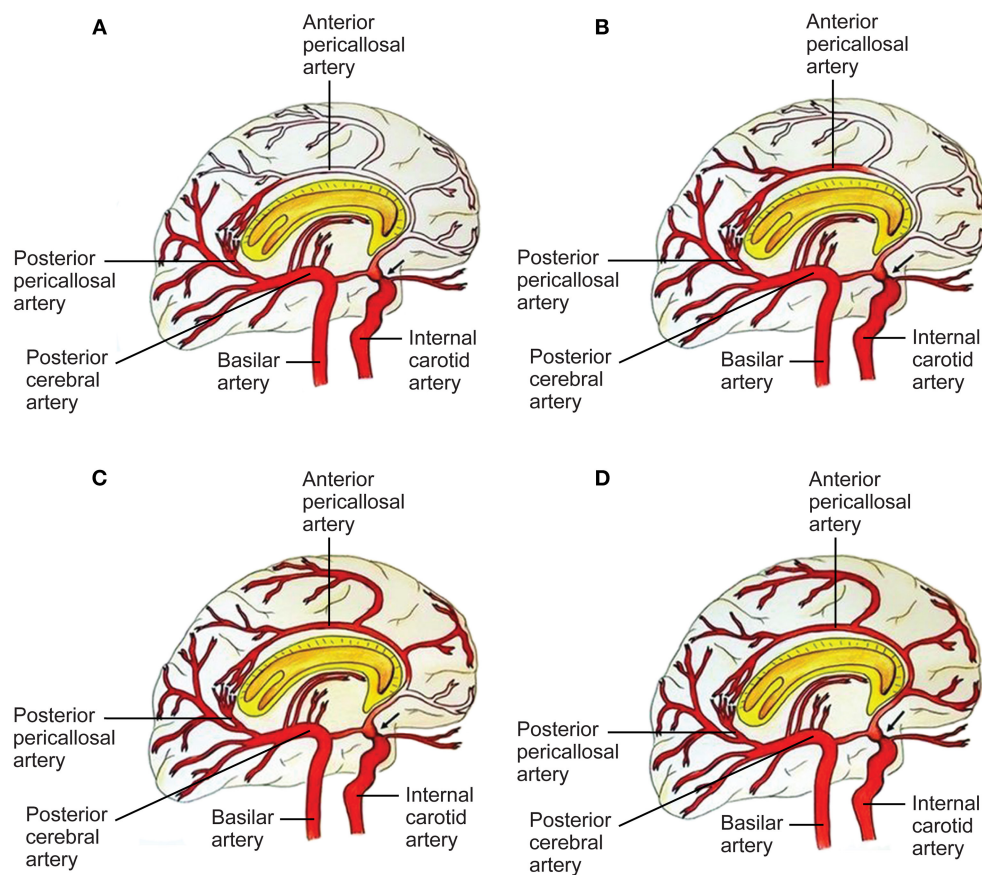 A
Anterior
pericallosal
artery
Posterior
pericallosal
artery
Posterior
cerebral
artery
Basilar
artery
Internal
carotid
artery
B
Anterior
pericallosal
artery
Posterior
pericallosal
artery
Posterior
cerebral
artery
Basilar
artery
Internal
carotid
artery
C
Anterior
pericallosal
artery
Posterior
pericallosal
artery
Posterior
cerebral
artery
Basilar
artery
Internal
carotid
artery
D
Anterior
pericallosal
artery
Posterior
pericallosal
artery
Posterior
cerebral
artery
Basilar
artery
Internal
carotid
artery